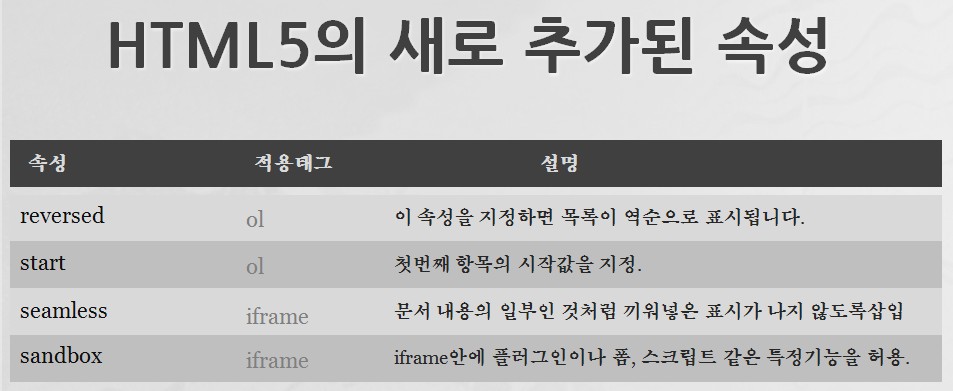 HTML5의 새로 추가된 속성
속성 적용태그 설명
reversed ol 이 속성을 지정하면 목록이 역순으로 표시됩니다.
start ol 첫번째 항목의 시작값을 지정.
seamless iframe 문서 내용의 일부인 것처럼 끼워넣은 표시가 나지 않도록삽입
sandbox iframe iframe안에 플러그인이나 폼, 스크립트 같은 특정기능을 허용.